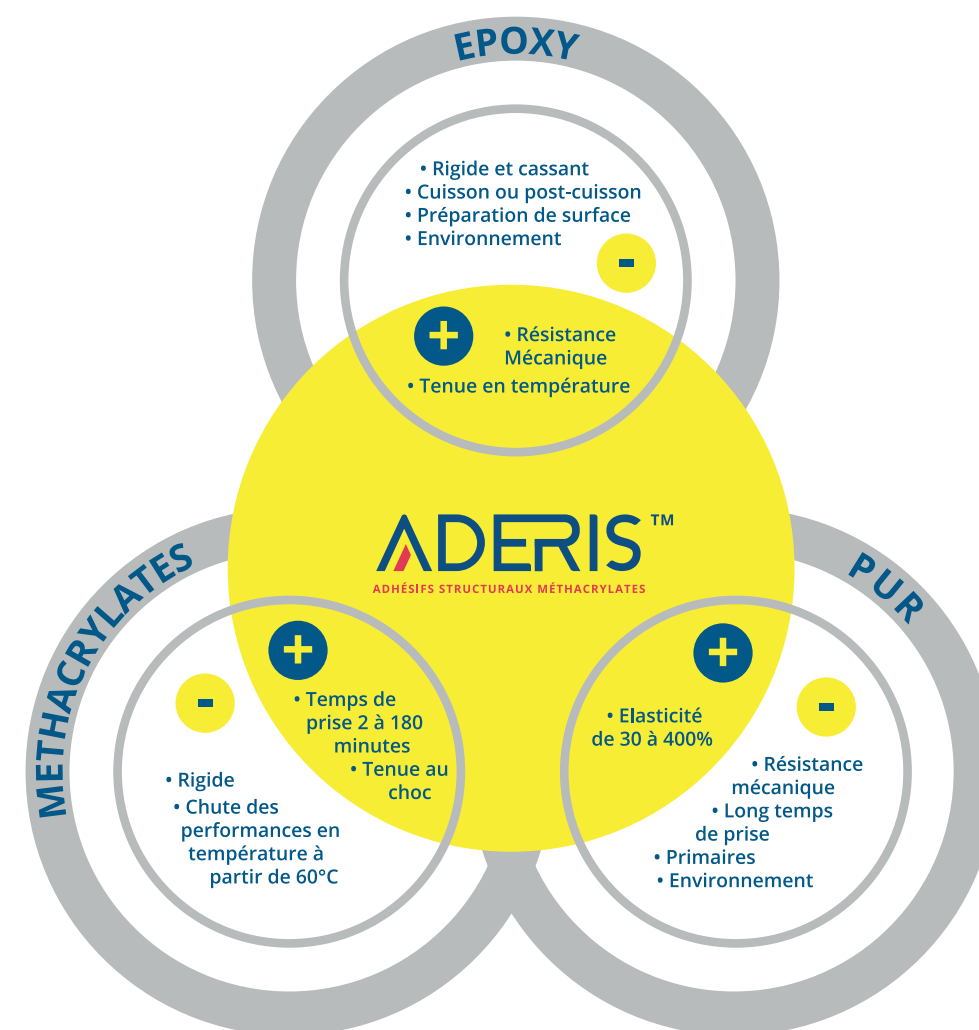 EPOXY
• Rigide et cassant
• Cuisson ou post-cuisson
• Préparation de surface
• Environnement
-
+
• Résistance
Mécanique
• Tenue en température
ADERIS™
ADHÉSIFS STRUCTURAUX MÉTHACRYLATES
METHACRYLATES
+
-
• Temps de
prise 2 à 180
minutes
• Tenue au
choc
• Rigide
• Chute des
performances en
température à
partir de 60°C
PUR
+
-
• Elasticité
de 30 à 400%
• Résistance
mécanique
• Long temps
de prise
• Primaires
• Environnement